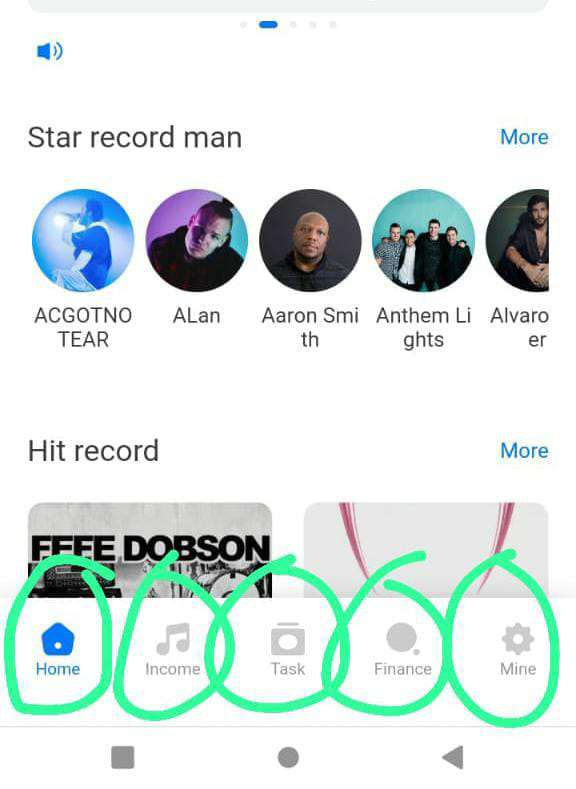 Star record man
More
ACGOTNO
TEAR
ALan
Aaron Smi
th
Anthem Li
ghts
Alvaro
er
Hit record
More
FEFE DOBSON
Home
Income
Task
Finance
Mine